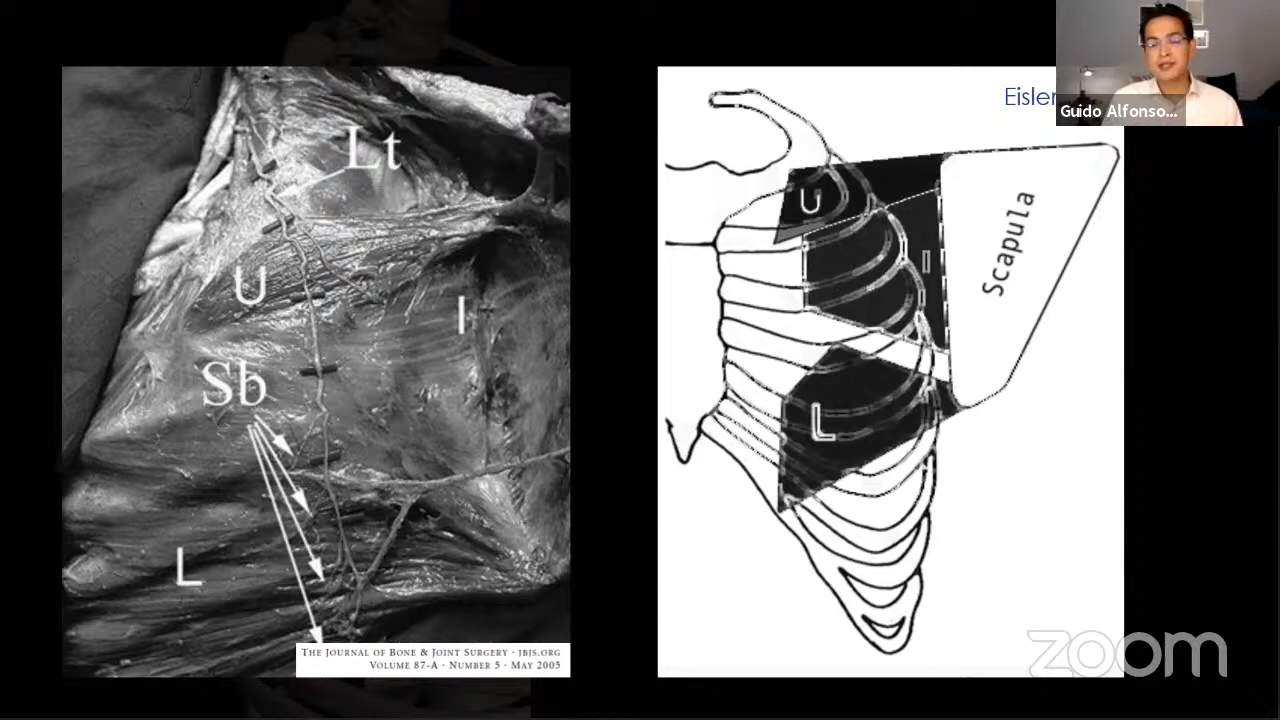 Lt
U
I
Sb
L
THE JOURNAL OF BONE & JOINT SURGERY · JBJS.ORG
VOLUME 87-A · NUMBER 5 · MAY 2005
Eisler
U
I
L
Scapula
Guido Alfonso...
zoom